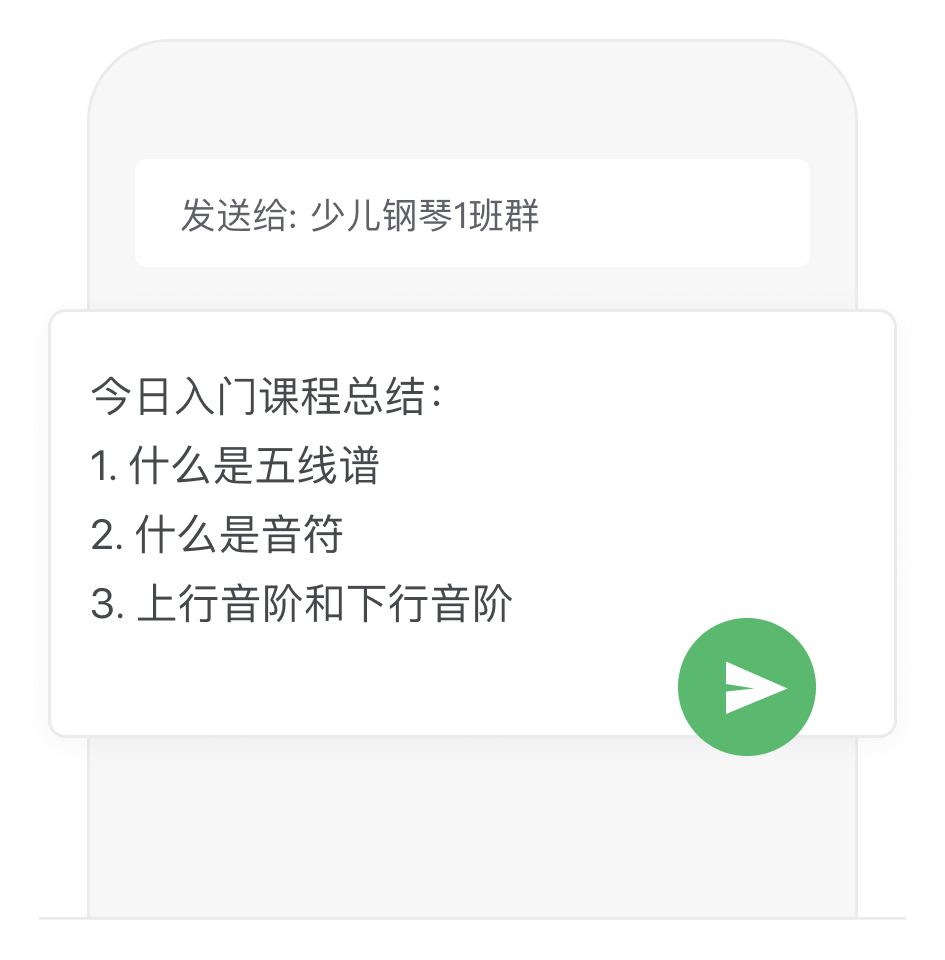 发送给: 少儿钢琴1班群
今日入门课程总结：
1. 什么是五线谱
2. 什么是音符
3. 上行音阶和下行音阶